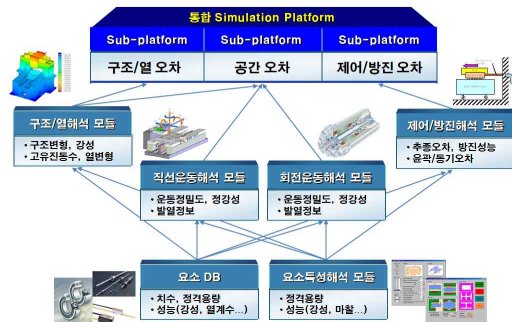 통합 Simulation Platform
Sub-platform Sub-platform Sub-platform
구조/열 오차 공간 오차 제어/방진 오차
구조/열해석 모듈
• 구조변형, 강성
• 고유진동수, 열변형
제어/방진해석 모듈
• 추종오차, 방진성능
• 윤곽/동기오차
직선운동해석 모듈
• 운동정밀도, 정강성
• 발열정보
회전운동해석 모듈
• 운동정밀도, 정강성
• 발열정보
요소 DB
• 치수, 정격용량
• 성능(강성, 열계수...)
요소특성해석 모듈
• 정격용량
• 성능(강성, 마찰...)